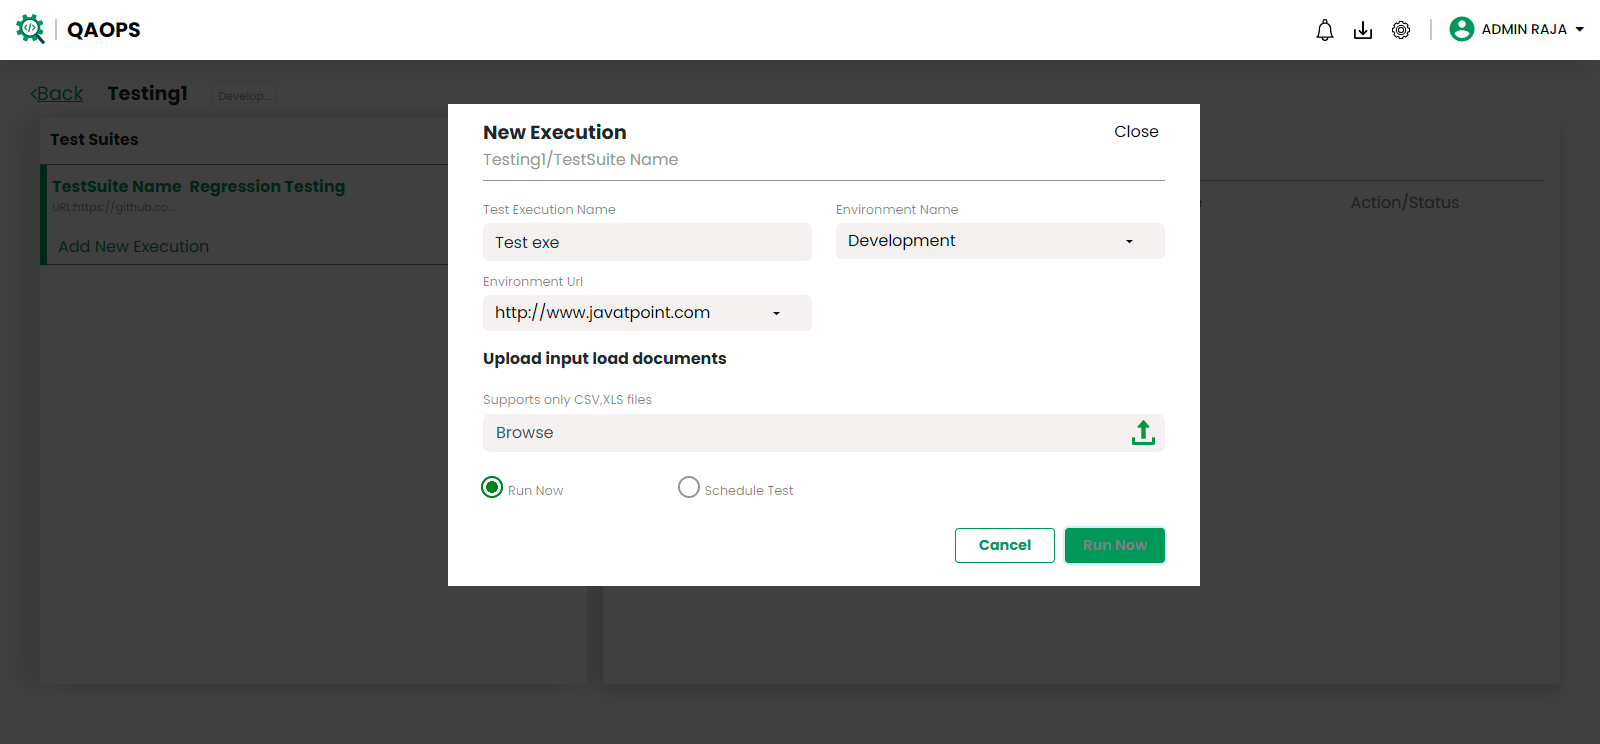 QAOPS
ADMIN RAJA
<Back Testing1 Develop...
Test Suites
TestSuite Name Regression Testing
URL:https://github.co...
Add New Execution
Action/Status
New Execution
Close
Testing1/TestSuite Name
Test Execution Name
Environment Name
Test exe
Development
Environment Url
http://www.javatpoint.com
Upload input load documents
Supports only CSV,XLS files
Browse
Run Now
Schedule Test
Cancel
Run Now